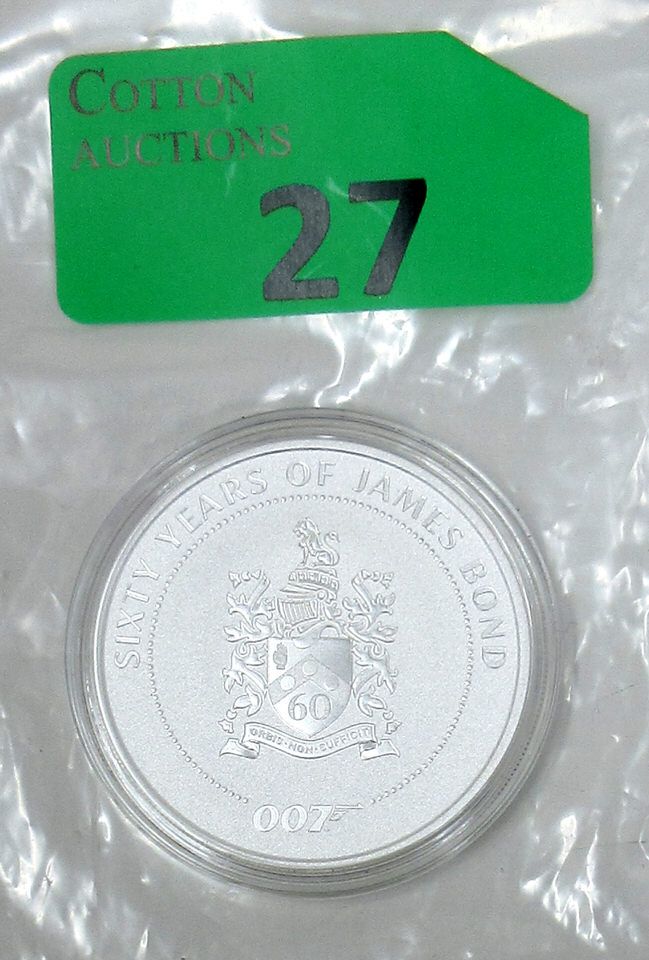 COTTON
AUCTIONS
27
SIXTY YEARS OF JAMES BOND
60
ORBIS·NON·SUFFICIT
007